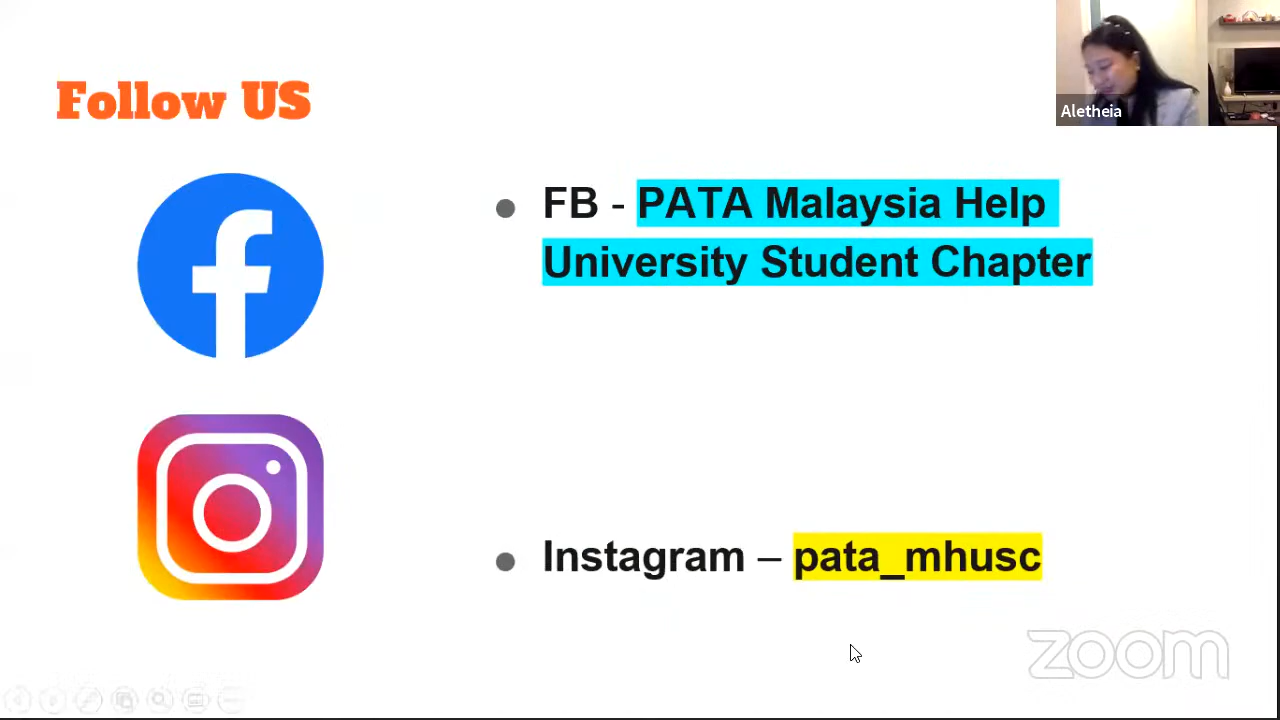 Follow US
Aletheia
FB - PATA Malaysia Help
University Student Chapter
Instagram – pata_mhusc
zoom